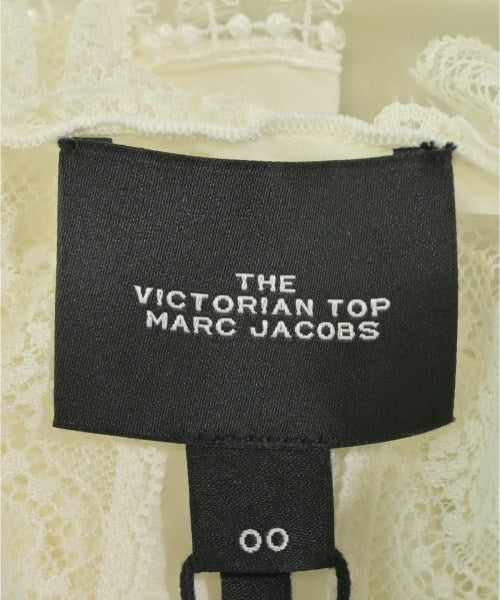 THE
VICTORIAN TOP
MARC JACOBS
00